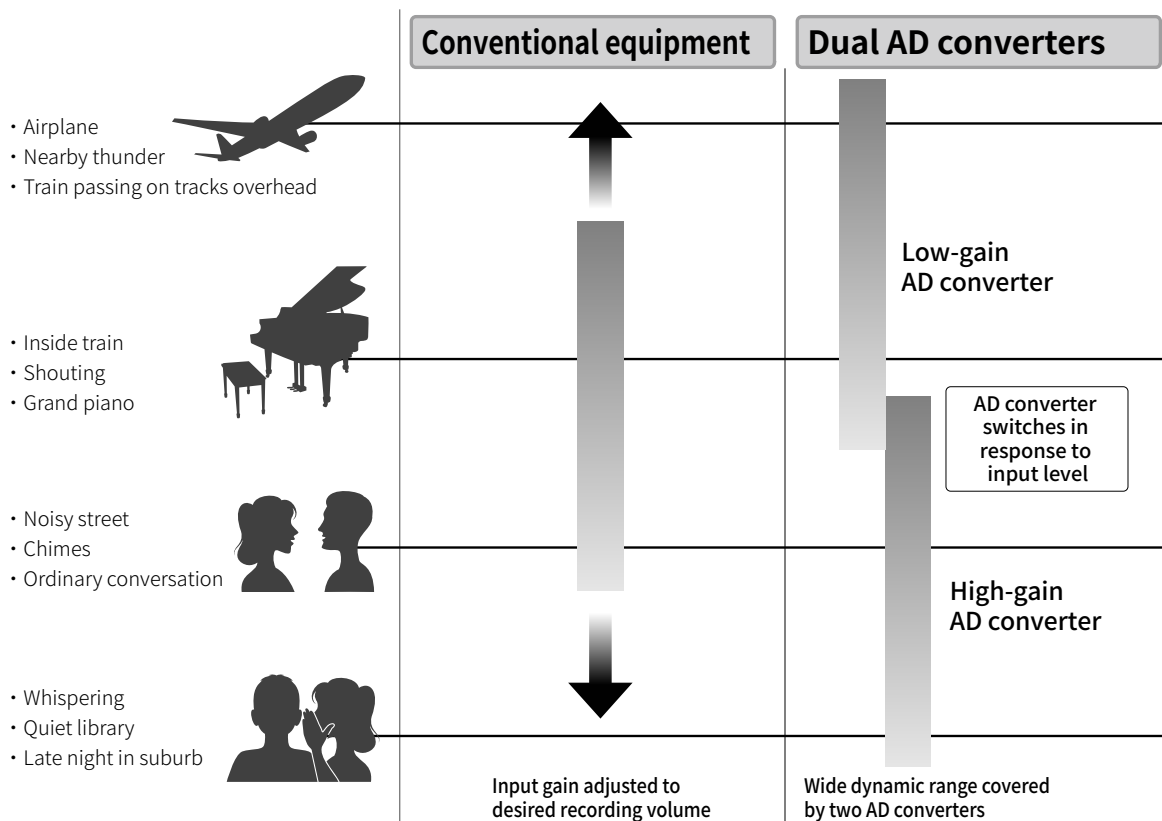 Conventional equipment
Dual AD converters
・Airplane
・Nearby thunder
・Train passing on tracks overhead
Low-gain
AD converter
・Inside train
・Shouting
・Grand piano
AD converter
switches in
response to
input level
・Noisy street
・Chimes
・Ordinary conversation
High-gain
AD converter
・Whispering
・Quiet library
・Late night in suburb
Input gain adjusted to
desired recording volume
Wide dynamic range covered
by two AD converters